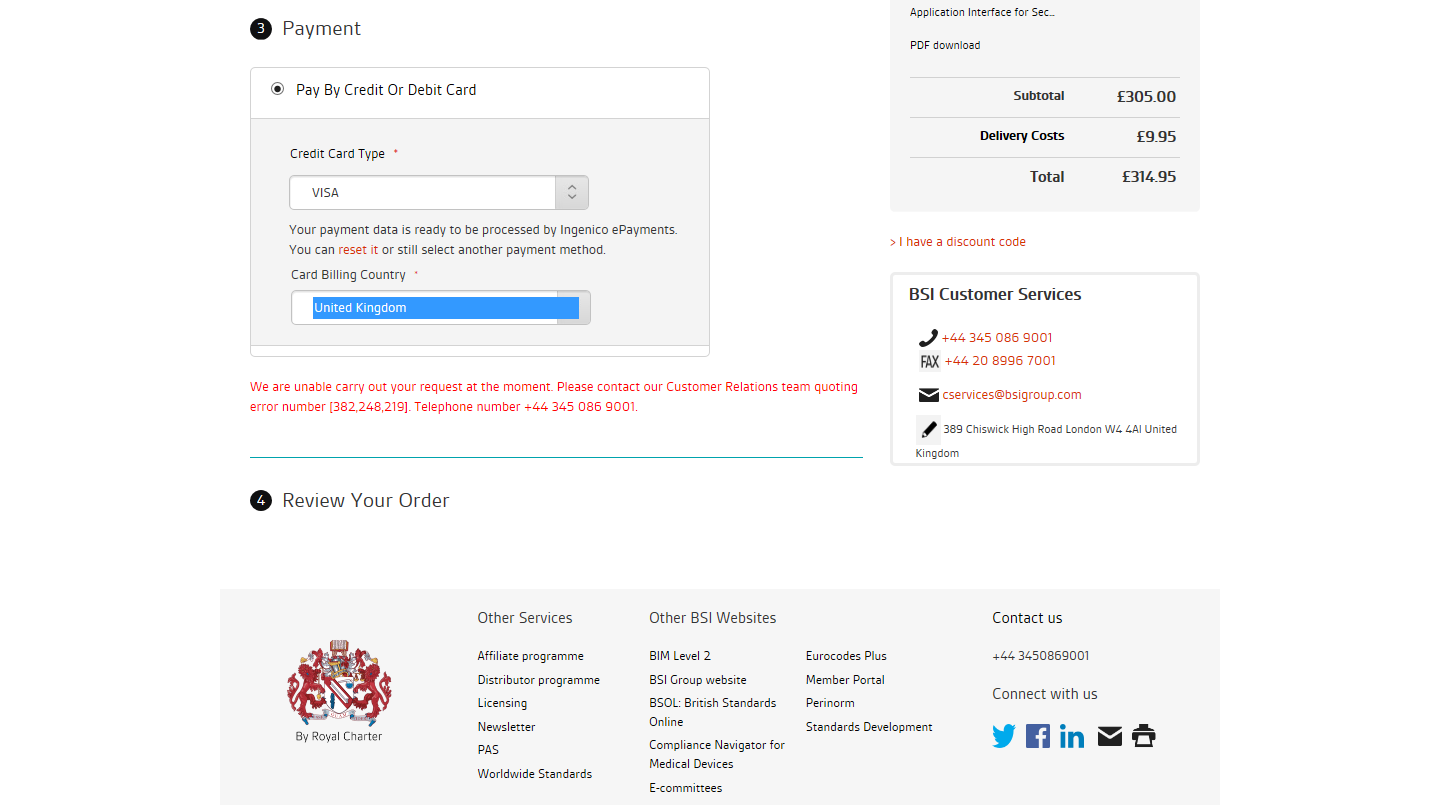 3 Payment
Pay By Credit Or Debit Card
Credit Card Type *
VISA
Your payment data is ready to be processed by Ingenico ePayments.
You can reset it or still select another payment method.
Card Billing Country *
United Kingdom
We are unable carry out your request at the moment. Please contact our Customer Relations team quoting
error number [382,248,219]. Telephone number +44 345 086 9001.
4 Review Your Order
Application Interface for Sec...
PDF download
Subtotal £305.00
Delivery Costs £9.95
Total £314.95
> I have a discount code
BSI Customer Services
+44 345 086 9001
FAX +44 20 8996 7001
cservices@bsigroup.com
389 Chiswick High Road London W4 4Al United
Kingdom
By Royal Charter
Other Services
Affiliate programme
Distributor programme
Licensing
Newsletter
PAS
Worldwide Standards
Other BSI Websites
BIM Level 2
BSI Group website
BSOL: British Standards
Online
Compliance Navigator for
Medical Devices
E-committees
Eurocodes Plus
Member Portal
Perinorm
Standards Development
Contact us
+44 3450869001
Connect with us